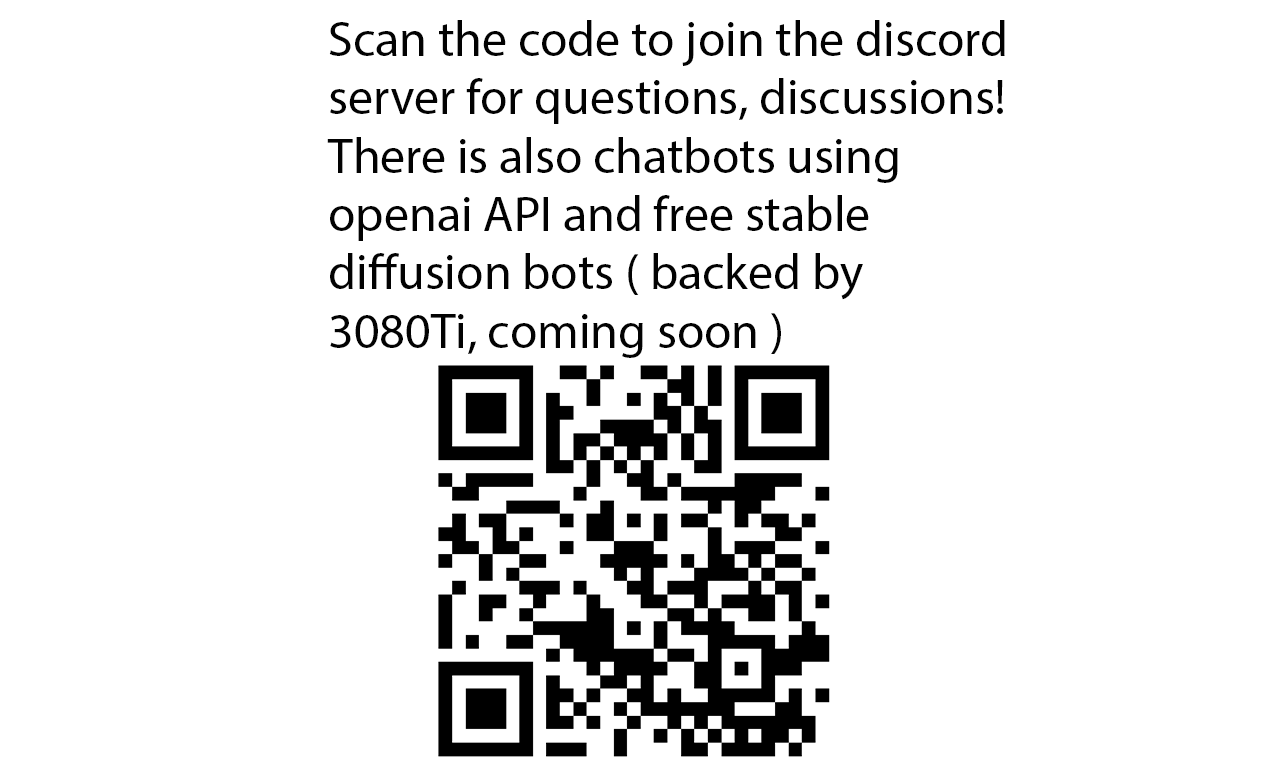 Scan the code to join the discord
server for questions, discussions!
There is also chatbots using
openai API and free stable
diffusion bots ( backed by
3080Ti, coming soon )